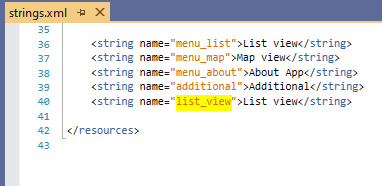 strings.xml
35
36 <string name="menu_list">List view</string>
37 <string name="menu_map">Map view</string>
38 <string name="menu_about">About App</string>
39 <string name="additional">Additional</string>
40 <string name="list_view">List view</string>
41
42 </resources>
43